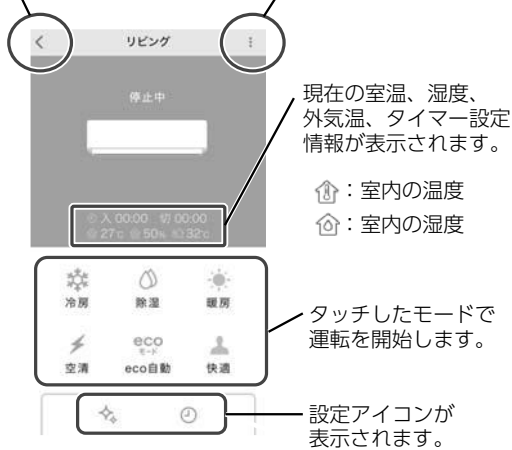 リビング
停止中
入 00:00 切 00:00
27℃ 50% 32℃
現在の室温、湿度、
外気温、タイマー設定
情報が表示されます。
：室内の温度
：室内の湿度
冷房 除湿 暖房
eco
モード
空清 eco自動 快適
タッチしたモードで
運転を開始します。
設定アイコンが
表示されます。